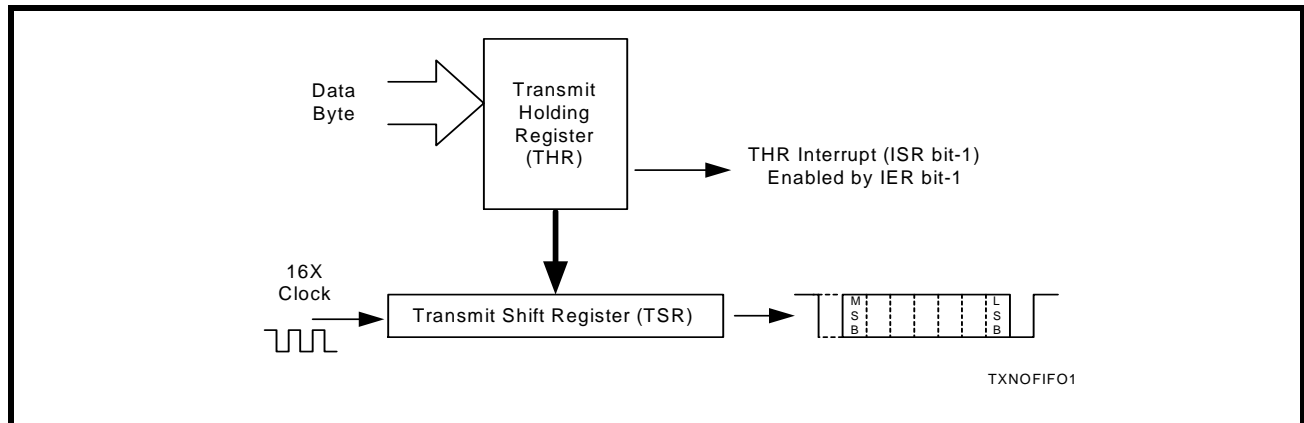 Data
Byte
Transmit
Holding
Register
(THR)
THR Interrupt (ISR bit-1)
Enabled by IER bit-1
16X
Clock
Transmit Shift Register (TSR)
M
S
B
L
S
B
TXNOFIFO1